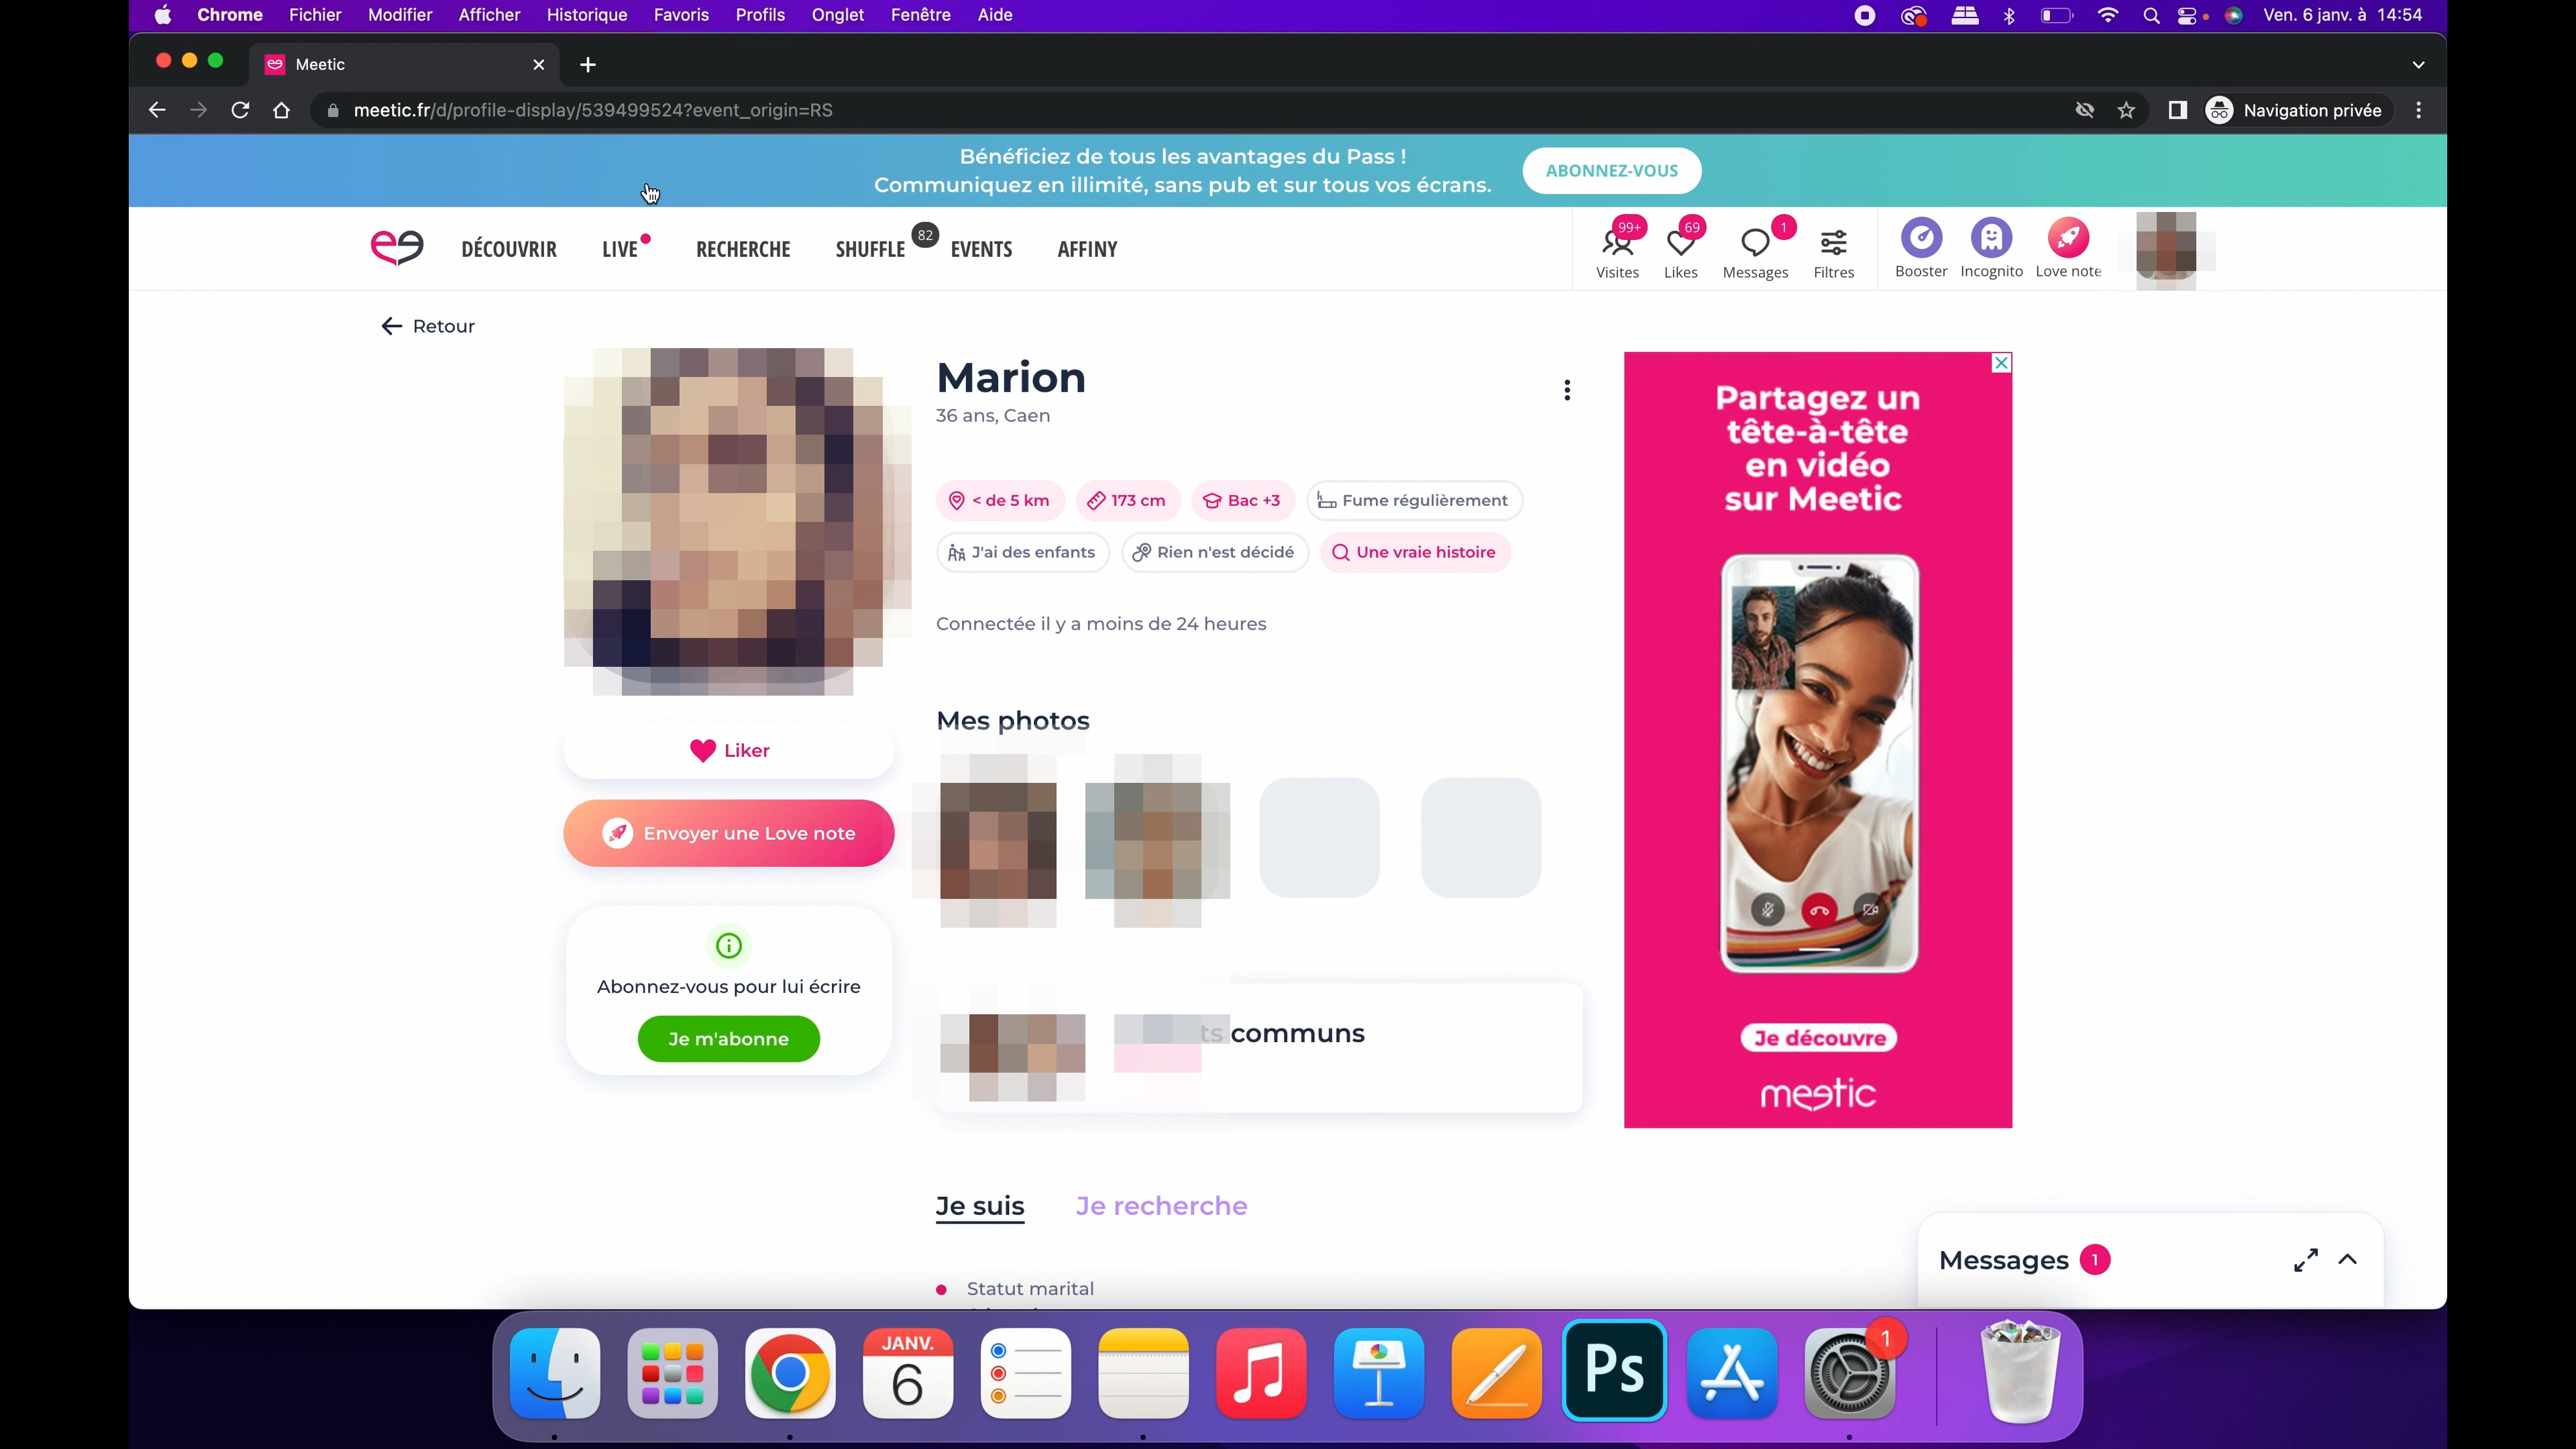 Chrome Fichier Modifier Afficher Historique Favoris Profils Onglet Fenêtre Aide
Ven. 6 janv. à 14:54
Meetic
meetic.fr/d/profile-display/539499524?event_origin=RS
Navigation privée
Bénéficiez de tous les avantages du Pass !
Communiquez en illimité, sans pub et sur tous vos écrans.
ABONNEZ-VOUS
DÉCOUVRIR LIVE RECHERCHE SHUFFLE 82 EVENTS AFFINY
99+ 69 1
Visites Likes Messages Filtres Booster Incognito Love note
Retour
Marion
36 ans, Caen
< de 5 km 173 cm Bac +3 Fume régulièrement
J'ai des enfants Rien n'est décidé Une vraie histoire
Connectée il y a moins de 24 heures
Mes photos
Liker
Envoyer une Love note
Abonnez-vous pour lui écrire
Je m'abonne
ts communs
Je suis Je recherche
Statut marital
Partagez un
tête-à-tête
en vidéo
sur Meetic
Je découvre
meetic
Messages 1
JANV.
6
Ps
1